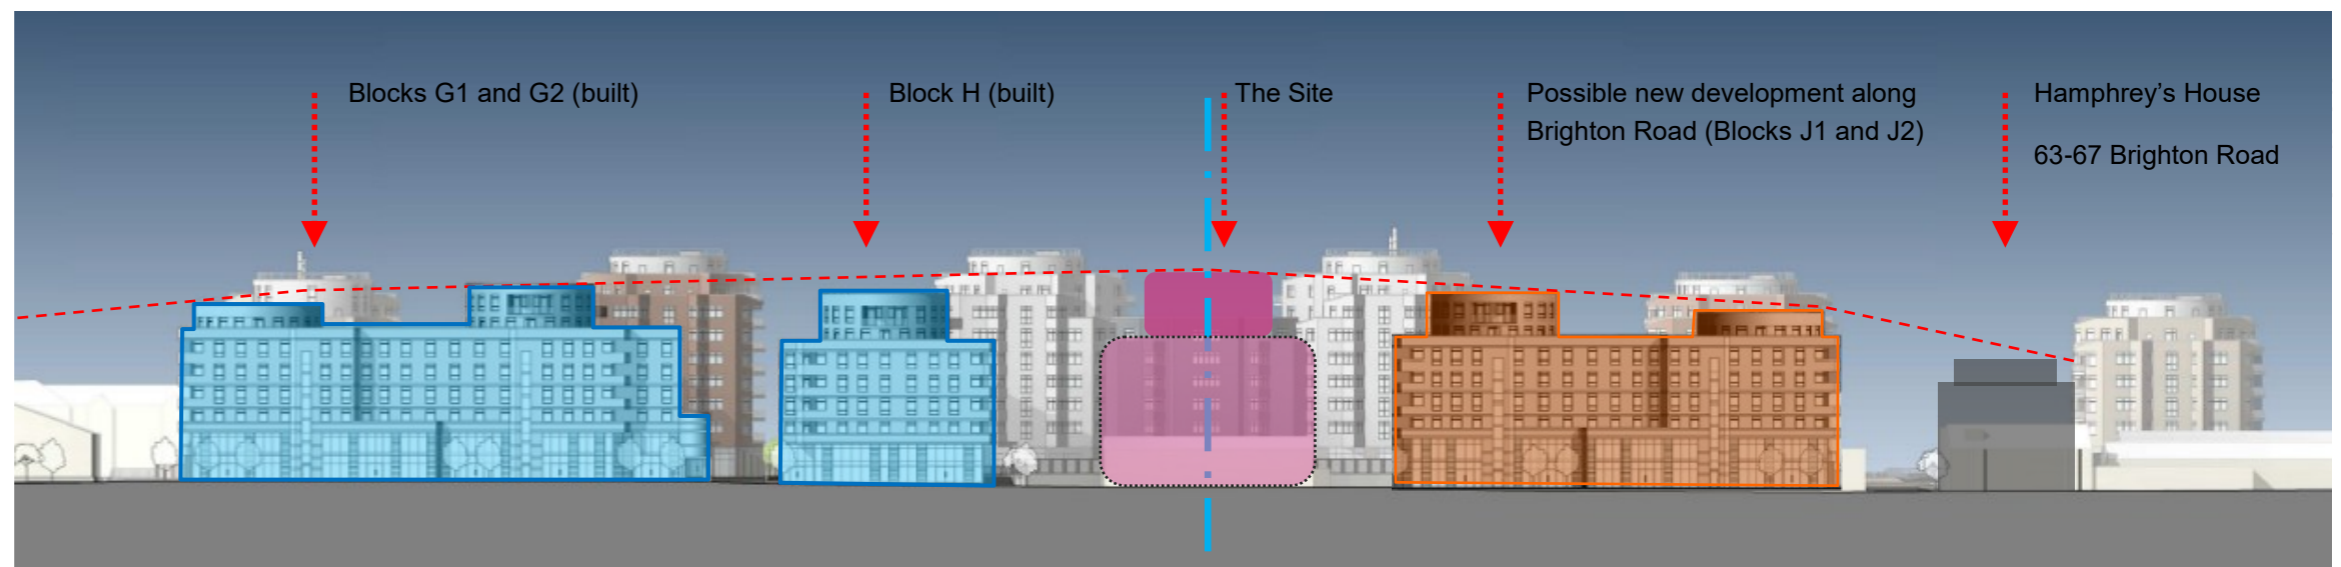 Blocks G1 and G2 (built)
Block H (built)
The Site
Possible new development along
Brighton Road (Blocks J1 and J2)
Hamphrey’s House
63-67 Brighton Road